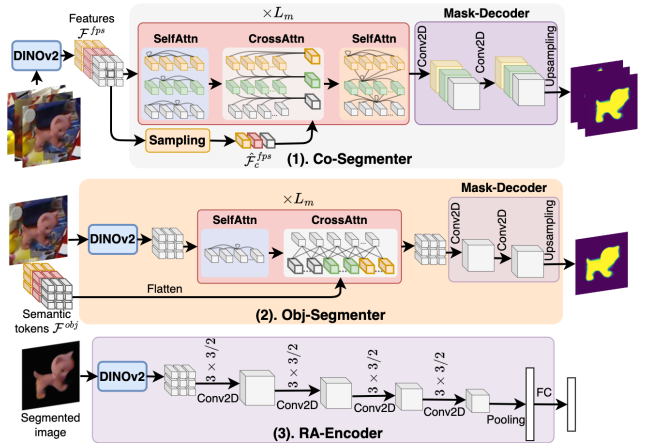 Features
𝓕^{fps}
×L_m
Mask-Decoder
DINOv2
SelfAttn
CrossAttn
SelfAttn
Conv2D
Conv2D
Upsampling
Sampling
𝓕̂_c^{fps}
(1). Co-Segmenter
×L_m
Mask-Decoder
DINOv2
SelfAttn
CrossAttn
Conv2D
Conv2D
Upsampling
Flatten
Semantic
tokens 𝓕^{obj}
(2). Obj-Segmenter
DINOv2
3 × 3/2
3 × 3/2
3 × 3/2
3 × 3/2
Conv2D
Conv2D
Conv2D
Conv2D
Pooling
FC
Segmented
image
(3). RA-Encoder